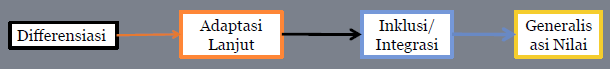 Differensiasi
Adaptasi
Lanjut
Inklusi/
Integrasi
Generalis
asi Nilai